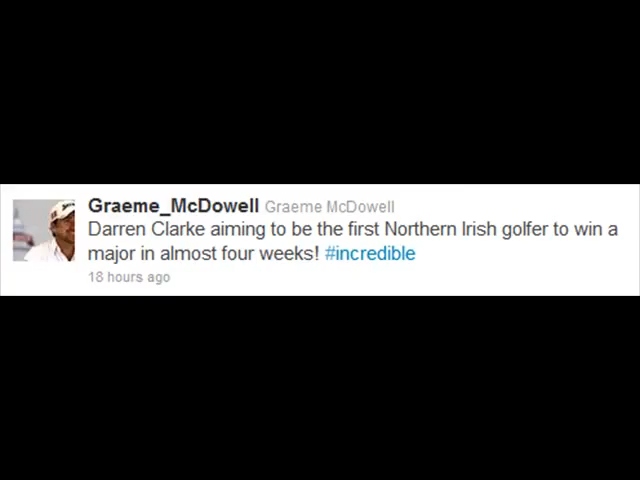 Graeme_McDowell Graeme McDowell
Darren Clarke aiming to be the first Northern Irish golfer to win a
major in almost four weeks! #incredible
18 hours ago